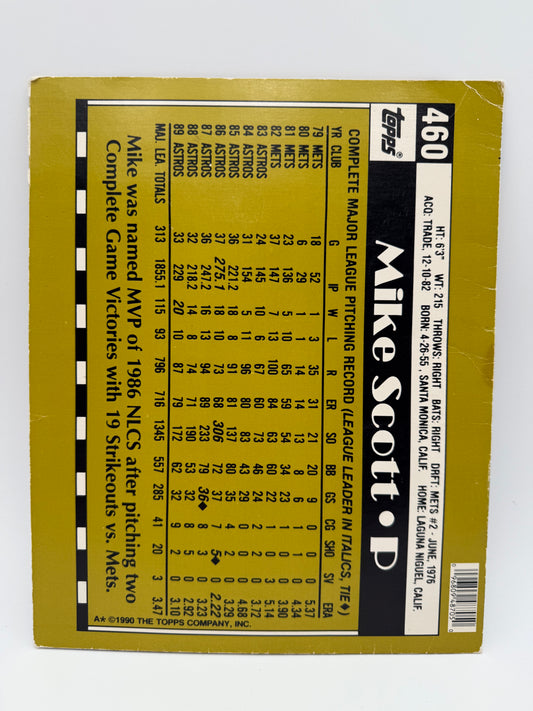 460
topps®
HT: 6'3" WT: 215 THROWS: RIGHT BATS: RIGHT DRFT: METS #2 - JUNE, 1976
ACQ: TRADE, 12-10-82 BORN: 4-26-55, SANTA MONICA, CALIF. HOME: LAGUNA NIGUEL, CALIF.
0 96809 48705 0
Mike Scott • P
COMPLETE MAJOR LEAGUE PITCHING RECORD (LEAGUE LEADER IN ITALICS, TIE♦)
YR CLUB G IP W L R ER SO BB GS CG SHO SV ERA
79 METS 18 52 1 3 35 31 21 20 9 0 0 0 5.37
80 METS 6 29 1 1 14 14 13 8 6 1 1 0 4.34
81 METS 23 136 5 10 65 59 54 34 23 1 0 0 3.90
82 METS 37 147 7 13 100 84 63 60 22 1 0 3 5.14
83 ASTROS 24 145 10 6 67 60 73 46 24 2 2 0 3.72
84 ASTROS 31 154 5 11 96 80 83 43 29 0 0 0 4.68
85 ASTROS 36 221.2 18 8 91 81 137 80 35 4 2 0 3.29
86 ASTROS 37 275.1 18 10 73 68 306 72 37 7 5♦ 0 2.22
87 ASTROS 36 247.2 16 13 94 89 233 79 36♦ 8 3 0 3.23
88 ASTROS 32 218.2 14 8 74 71 190 53 32 8 5 0 2.92
89 ASTROS 33 229 20 10 87 79 172 62 32 9 2 0 3.10
MAJ. LEA. TOTALS 313 1855.1 115 93 796 716 1345 557 285 41 20 3 3.47
Mike was named MVP of 1986 NLCS after pitching two
Complete Game Victories with 19 Strikeouts vs. Mets.
A★ ©1990 THE TOPPS COMPANY, INC.